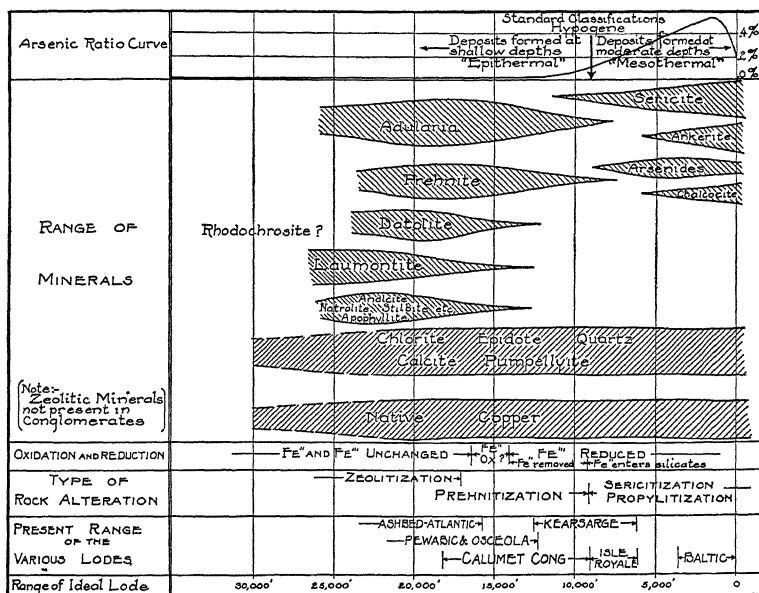 Standard Classifications
Hypogene
Arsenic Ratio Curve
Deposits formed at
shallow depths
"Epithermal"
Deposits formed at
moderate depths
"Mesothermal"
4%
2%
0%
Sericite
Adularia
Ankerite
Arsenides
Prehnite
Chalcocite
RANGE OF
MINERALS
Rhodochrosite ?
Datolite
Laumontite
Analcite
Natrolite, Stilbite etc.
Apophyllite
Chlorite Epidote Quartz
Calcite Pumpellyite
(Note:-
Zeolitic Minerals
not present in
Conglomerates)
Native Copper
OXIDATION AND REDUCTION
Fe" AND Fe''' UNCHANGED
Fe"
OX ?
Fe''' REDUCED
Fe" removed
Fe" enters silicates
TYPE OF
ROCK ALTERATION
ZEOLITIZATION
PREHNITIZATION
SERICITIZATION
PROPYLITIZATION
PRESENT RANGE
OF THE
VARIOUS LODES
ASHBED-ATLANTIC
KEARSARGE
PEWABIC & OSCEOLA
CALUMET CONG
ISLE
ROYALE
BALTIC
Range of Ideal Lode
30,000' 25,000' 20,000' 15,000' 10,000' 5,000' 0